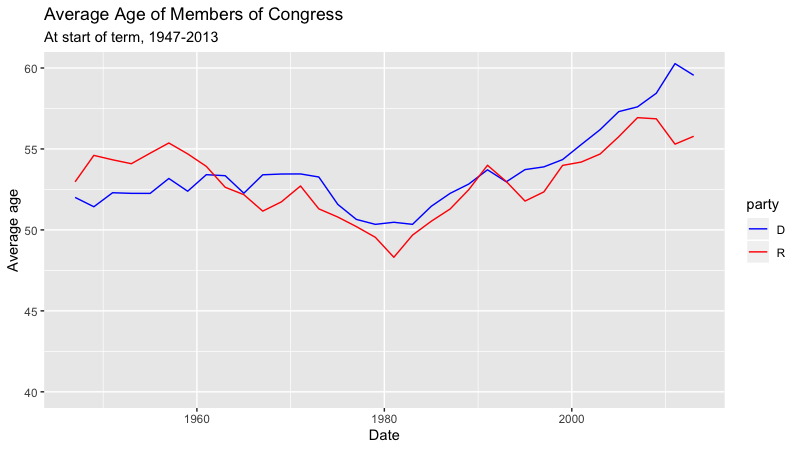 Average Age of Members of Congress
At start of term, 1947-2013
60
55
50
45
40
Average age
1960
1980
2000
Date
party
D
R